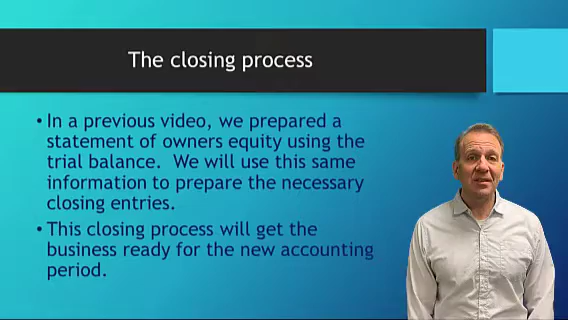 The closing process
• In a previous video, we prepared a
statement of owners equity using the
trial balance. We will use this same
information to prepare the necessary
closing entries.
• This closing process will get the
business ready for the new accounting
period.